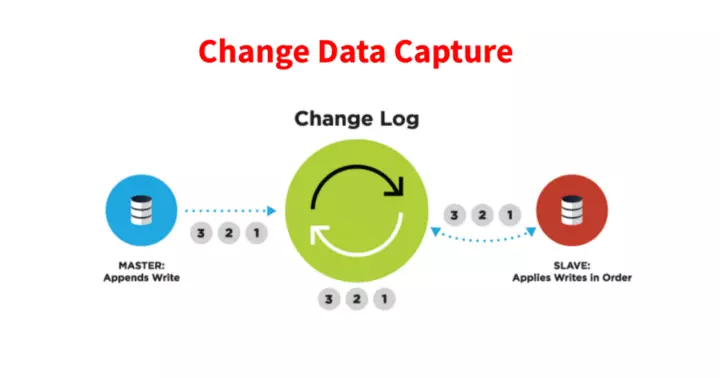 Change Data Capture
Change Log
3 2 1
3 2 1
MASTER:
Appends Write
SLAVE:
Applies Writes in Order
3 2 1